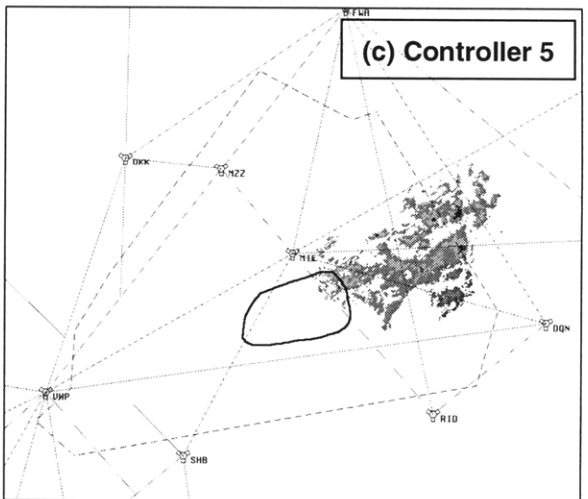 FWA
(c) Controller 5
OKK
MZZ
MIE
DQN
VHP
RID
SHB